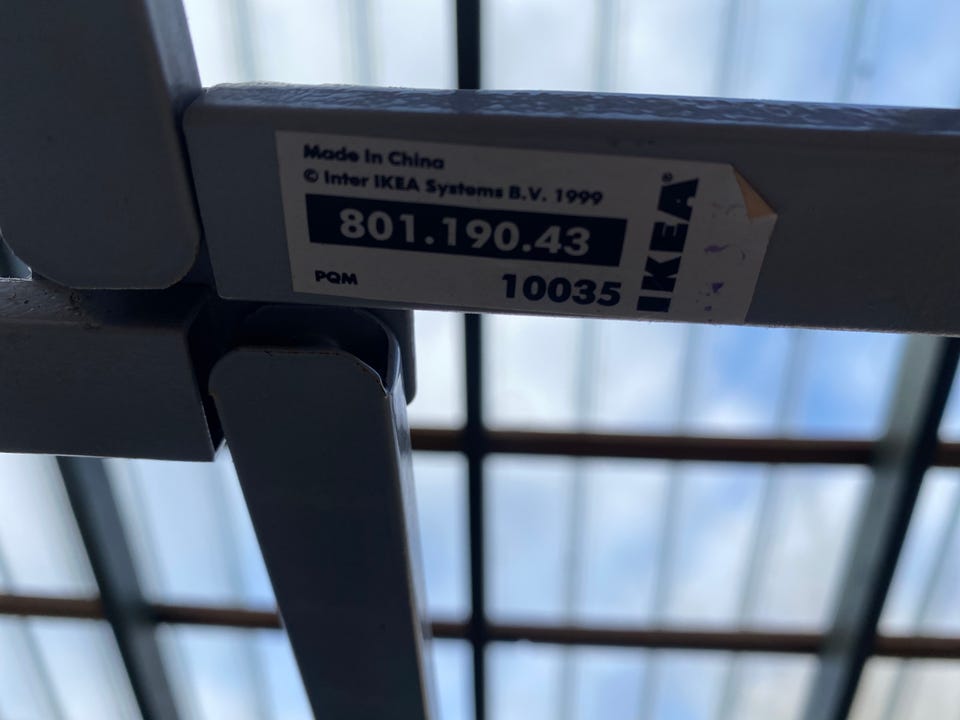 Made in China
© Inter IKEA Systems B.V. 1999
801.190.43
PQM 10035
IKEA®